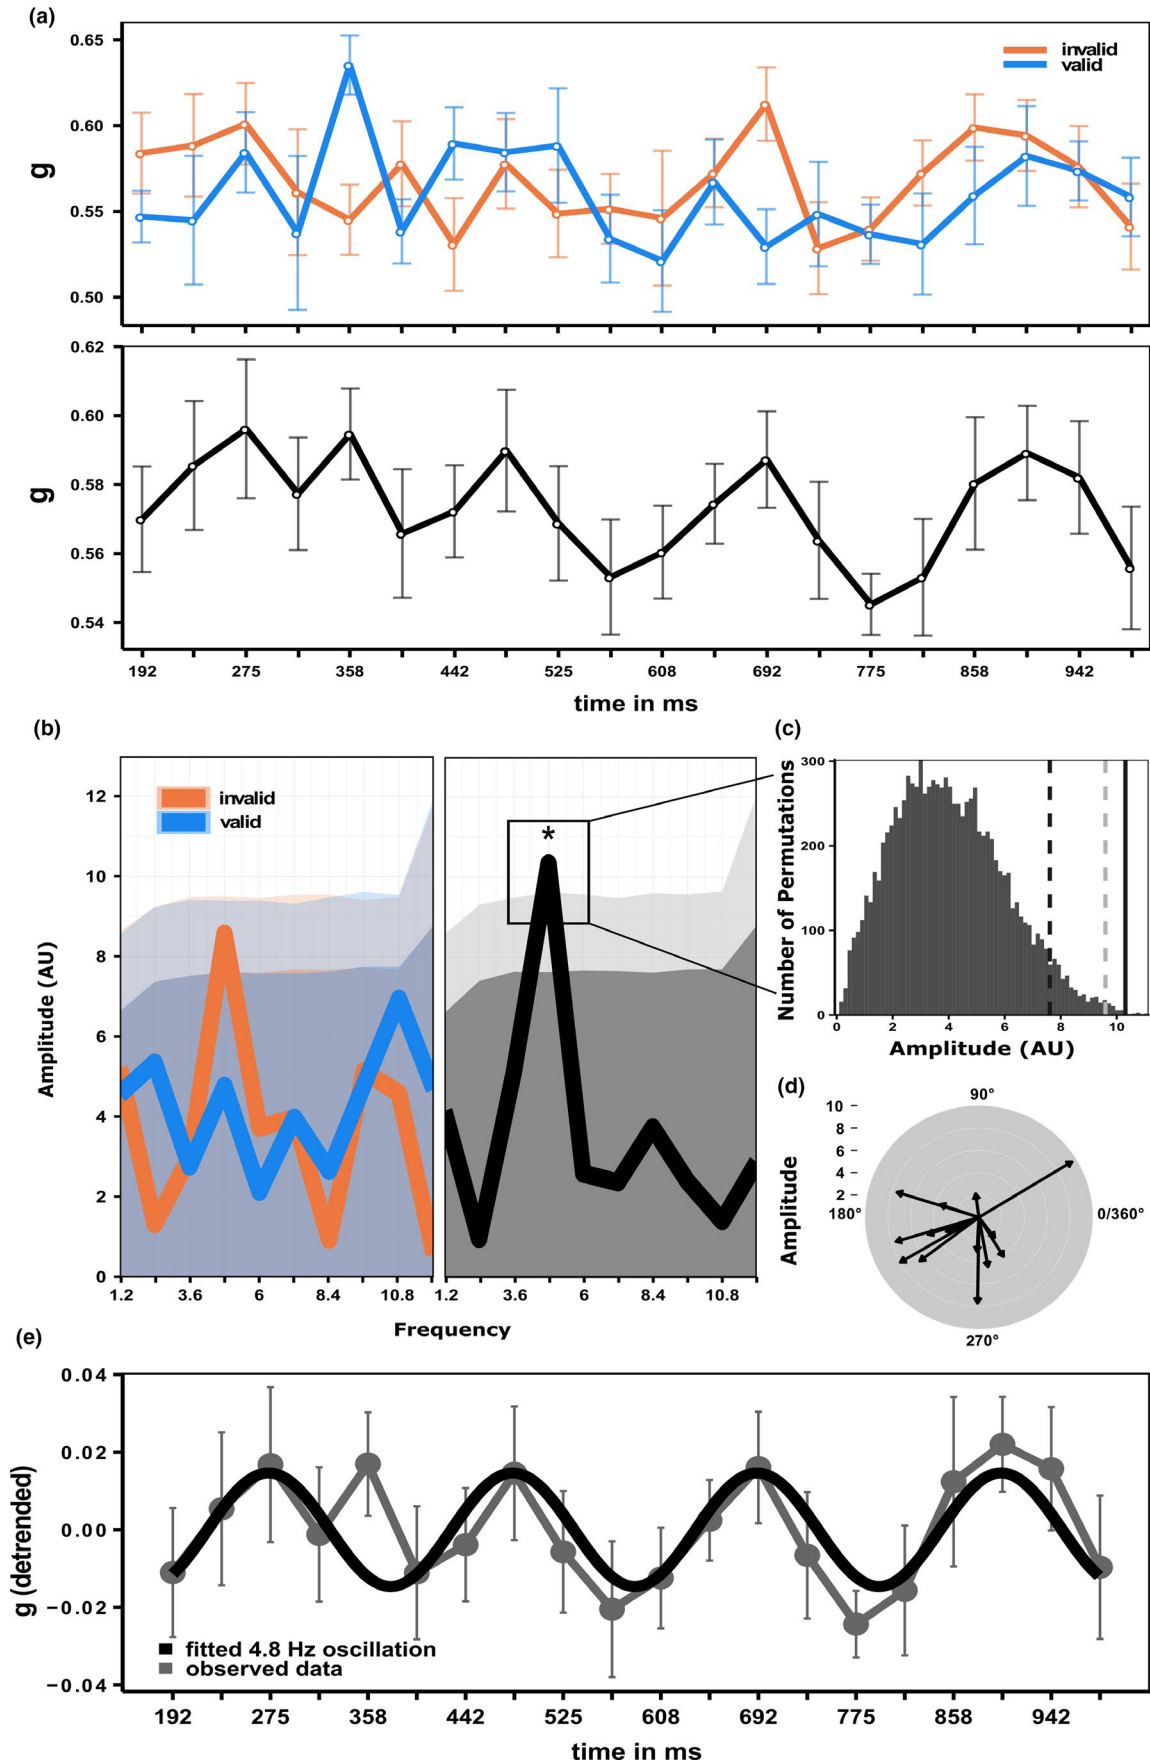 (a)
0.65
0.60
0.55
0.50
g
invalid
valid
0.62
0.60
0.58
0.56
0.54
g
192 275 358 442 525 608 692 775 858 942
time in ms
(b)
12
10
8
6
4
2
0
Amplitude (AU)
invalid
valid
*
1.2 3.6 6 8.4 10.8
1.2 3.6 6 8.4 10.8
Frequency
(c)
300
200
100
0
Number of Permutations
0 2 4 6 8 10
Amplitude (AU)
(d)
10
8
6
4
2
Amplitude
90°
180°
0/360°
270°
(e)
0.04
0.02
0.00
−0.02
−0.04
g (detrended)
fitted 4.8 Hz oscillation
observed data
192 275 358 442 525 608 692 775 858 942
time in ms